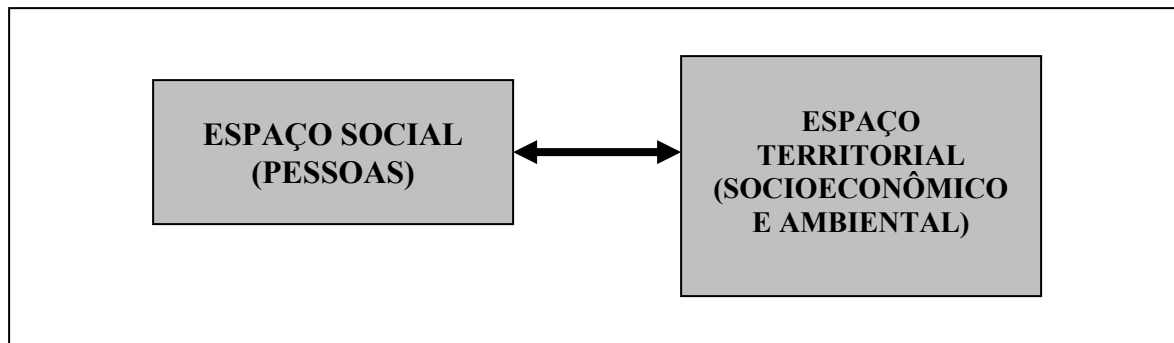 ESPAÇO SOCIAL
(PESSOAS)
ESPAÇO
TERRITORIAL
(SOCIOECONÔMICO
E AMBIENTAL)